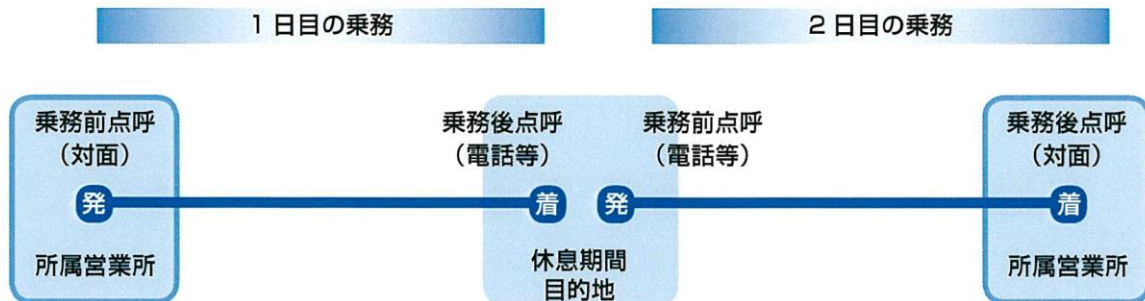 1日目の乗務
2日目の乗務
乗務前点呼
(対面)
発
所属営業所
乗務後点呼
(電話等)
着
乗務前点呼
(電話等)
発
休息期間
目的地
乗務後点呼
(対面)
着
所属営業所